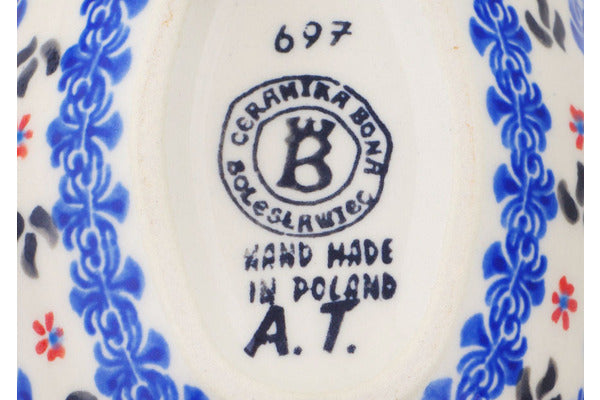 697
CERAMIKA BONA
B
BOLESŁAWIEC
HAND MADE
IN POLAND
A.T.